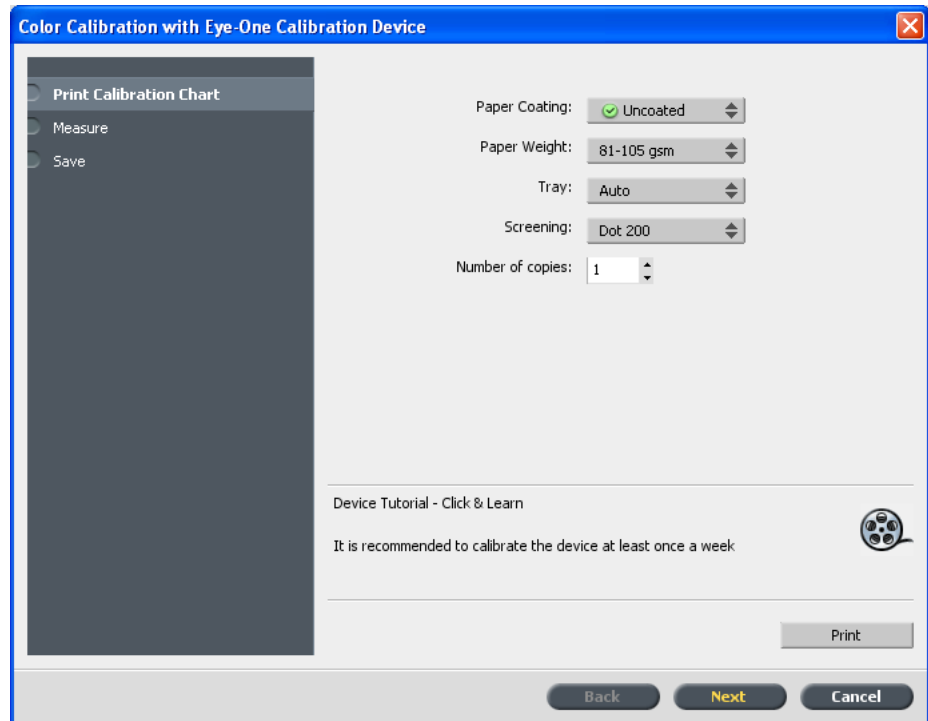 Color Calibration with Eye-One Calibration Device
Print Calibration Chart
Measure
Save
Paper Coating: Uncoated
Paper Weight: 81-105 gsm
Tray: Auto
Screening: Dot 200
Number of copies: 1
Device Tutorial - Click & Learn
It is recommended to calibrate the device at least once a week
Print
Back Next Cancel